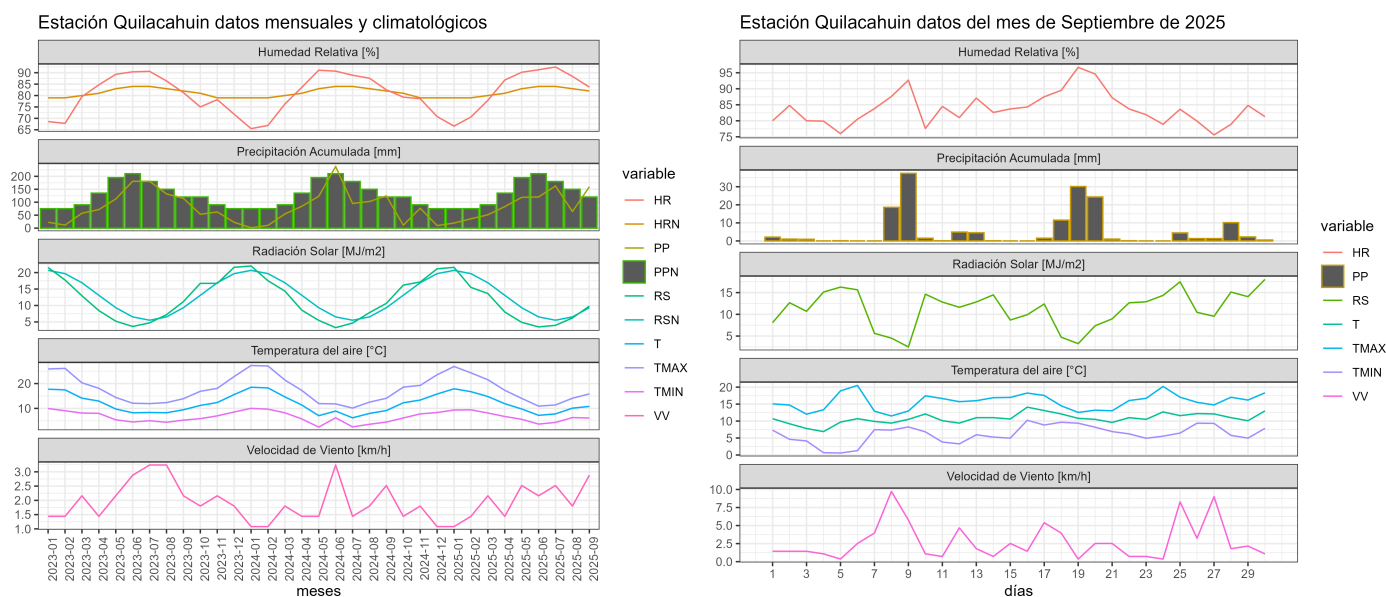 Estación Quilacahuin datos mensuales y climatológicos
Humedad Relativa [%]
90
85
80
75
70
65
Precipitación Acumulada [mm]
200
150
100
50
0
Radiación Solar [MJ/m2]
20
15
10
5
Temperatura del aire [°C]
20
10
Velocidad de Viento [km/h]
3.0
2.5
2.0
1.5
1.0
2023-01
2023-02
2023-03
2023-04
2023-05
2023-06
2023-07
2023-08
2023-09
2023-10
2023-11
2023-12
2024-01
2024-02
2024-03
2024-04
2024-05
2024-06
2024-07
2024-08
2024-09
2024-10
2024-11
2024-12
2025-01
2025-02
2025-03
2025-04
2025-05
2025-06
2025-07
2025-08
2025-09
meses
variable
HR
HRN
PP
PPN
RS
RSN
T
TMAX
TMIN
VV
Estación Quilacahuin datos del mes de Septiembre de 2025
Humedad Relativa [%]
95
90
85
80
75
Precipitación Acumulada [mm]
30
20
10
0
Radiación Solar [MJ/m2]
15
10
5
Temperatura del aire [°C]
20
15
10
5
0
Velocidad de Viento [km/h]
10.0
7.5
5.0
2.5
0.0
1 3 5 7 9 11 13 15 17 19 21 23 25 27 29
días
variable
HR
PP
RS
T
TMAX
TMIN
VV